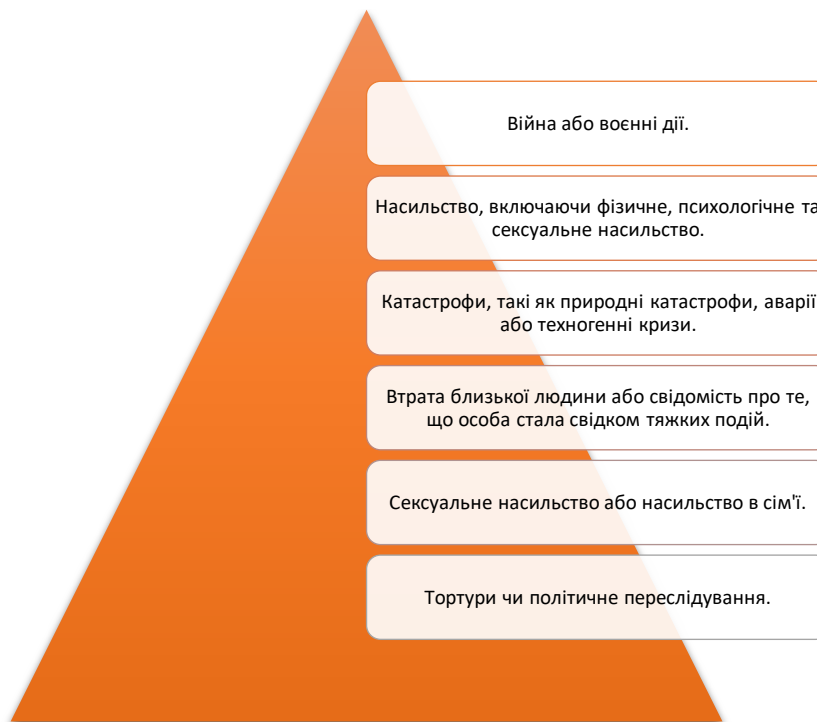 Війна або воєнні дії.
Насильство, включаючи фізичне, психологічне та
сексуальне насильство.
Катастрофи, такі як природні катастрофи, аварії
або техногенні кризи.
Втрата близької людини або свідомість про те,
що особа стала свідком тяжких подій.
Сексуальне насильство або насильство в сім'ї.
Тортури чи політичне переслідування.